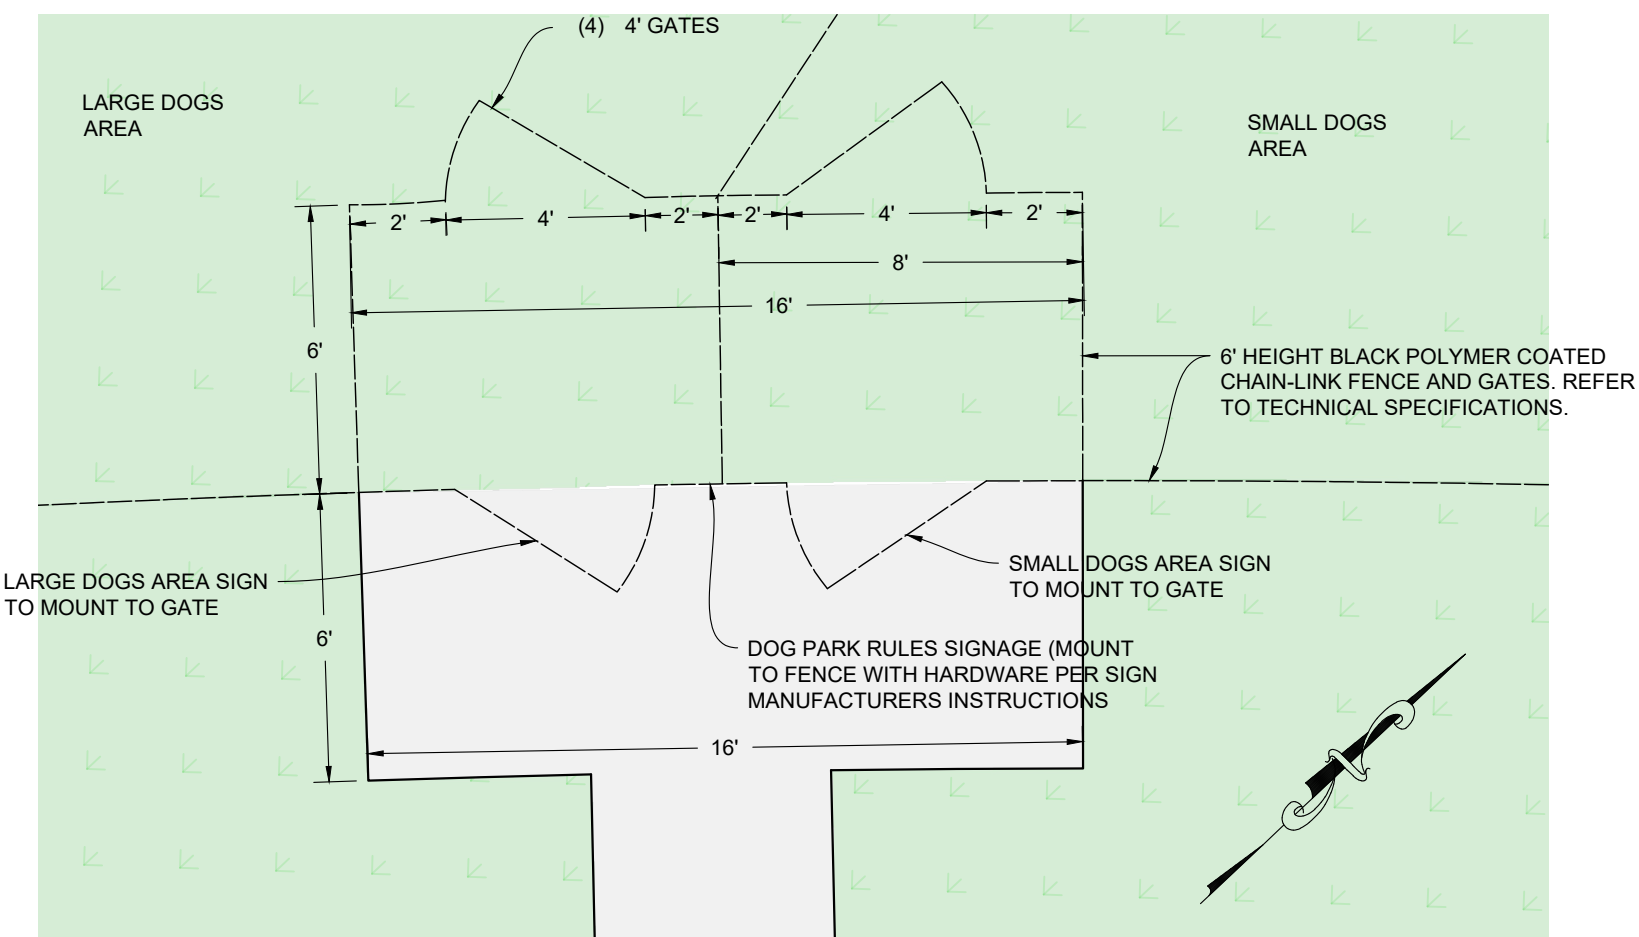 (4) 4' GATES
LARGE DOGS
AREA
SMALL DOGS
AREA
2'
4'
2'
2'
4'
2'
8'
16'
6'
6' HEIGHT BLACK POLYMER COATED
CHAIN-LINK FENCE AND GATES. REFER
TO TECHNICAL SPECIFICATIONS.
LARGE DOGS AREA SIGN
TO MOUNT TO GATE
SMALL DOGS AREA SIGN
TO MOUNT TO GATE
6'
DOG PARK RULES SIGNAGE (MOUNT
TO FENCE WITH HARDWARE PER SIGN
MANUFACTURERS INSTRUCTIONS
16'